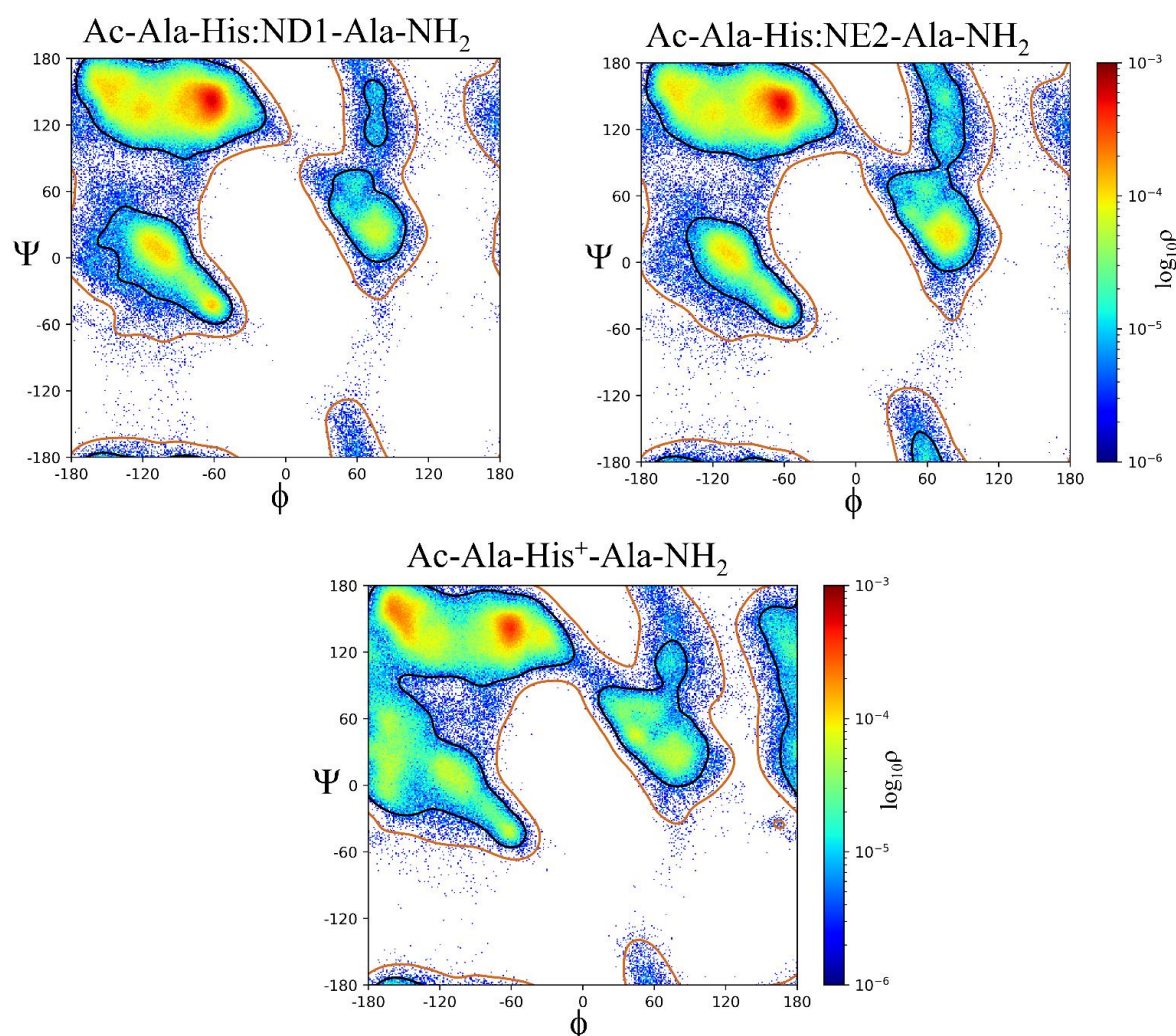 Ac-Ala-His:ND1-Ala-NH₂
180
120
60
0
-60
-120
-180
Ψ
-180 -120 -60 0 60 120 180
ϕ
Ac-Ala-His:NE2-Ala-NH₂
180
120
60
0
-60
-120
-180
Ψ
-180 -120 -60 0 60 120 180
ϕ
10⁻³
10⁻⁴
10⁻⁵
10⁻⁶
log₁₀ρ
Ac-Ala-His⁺-Ala-NH₂
180
120
60
0
-60
-120
-180
Ψ
-180 -120 -60 0 60 120 180
ϕ
10⁻³
10⁻⁴
10⁻⁵
10⁻⁶
log₁₀ρ